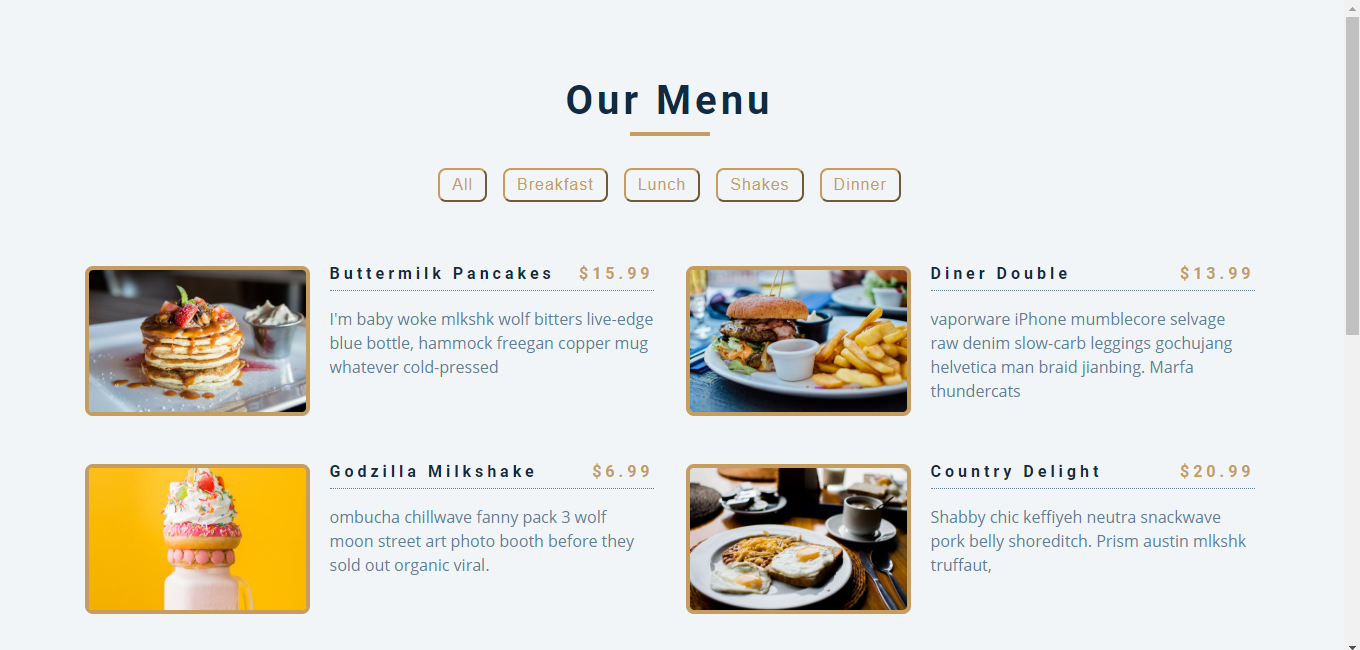 Our Menu
All Breakfast Lunch Shakes Dinner
Buttermilk Pancakes $15.99
I'm baby woke mlkshk wolf bitters live-edge
blue bottle, hammock freegan copper mug
whatever cold-pressed
Diner Double $13.99
vaporware iPhone mumblecore selvage
raw denim slow-carb leggings gochujang
helvetica man braid jianbing. Marfa
thundercats
Godzilla Milkshake $6.99
ombucha chillwave fanny pack 3 wolf
moon street art photo booth before they
sold out organic viral.
Country Delight $20.99
Shabby chic keffiyeh neutra snackwave
pork belly shoreditch. Prism austin mlkshk
truffaut,